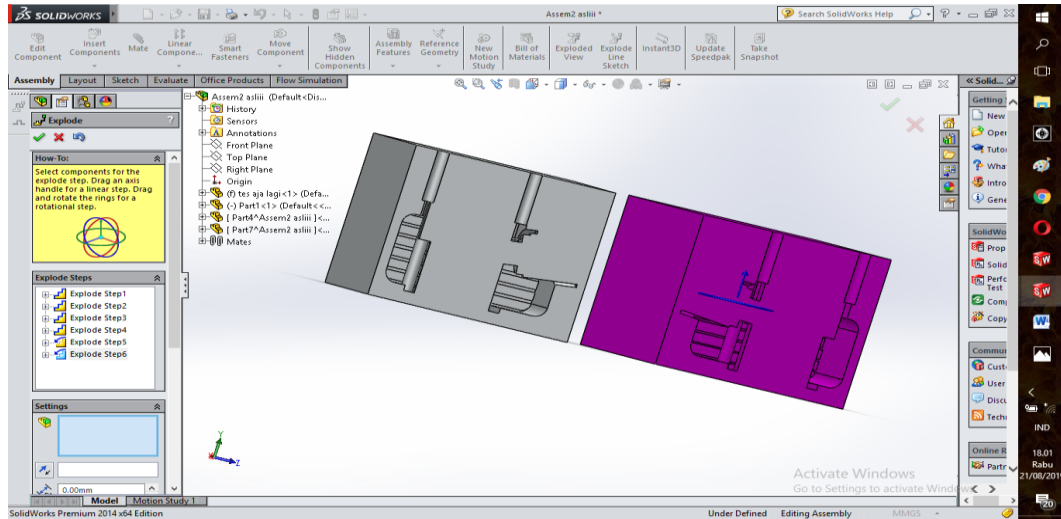 SOLIDWORKS
Assem2 asliii *
Search SolidWorks Help
Edit Component
Insert Components
Mate
Linear Compone...
Smart Fasteners
Move Component
Show Hidden Components
Assembly Features
Reference Geometry
New Motion Study
Bill of Materials
Exploded View
Explode Line Sketch
Instant3D
Update Speedpak
Take Snapshot
Assembly
Layout
Sketch
Evaluate
Office Products
Flow Simulation
Explode
?
How-To:
Select components for the
explode step. Drag an axis
handle for a linear step. Drag
and rotate the rings for a
rotational step.
Explode Steps
Explode Step1
Explode Step2
Explode Step3
Explode Step4
Explode Step5
Explode Step6
Settings
0.00mm
Assem2 asliii (Default<Dis...
History
Sensors
Annotations
Front Plane
Top Plane
Right Plane
Origin
(f) tes aja lagi<1> (Defa...
(-) Part1<1> (Default<<...
[ Part4^Assem2 asliii ]<...
[ Part7^Assem2 asliii ]<...
Mates
Y
Z
« Solid...
Getting
New
Open
Tutor
Wha
Intro
Gene
SolidWo
Prop
Solid
Perfo
Test
Com
Copy
Commun
Cust
User
Discu
Tech
Online R
Partn
Activate Windows
Go to Settings to activate Windows
Model
Motion Study 1
SolidWorks Premium 2014 x64 Edition
Under Defined
Editing Assembly
MMGS
IND
18.01
Rabu
21/08/201
20